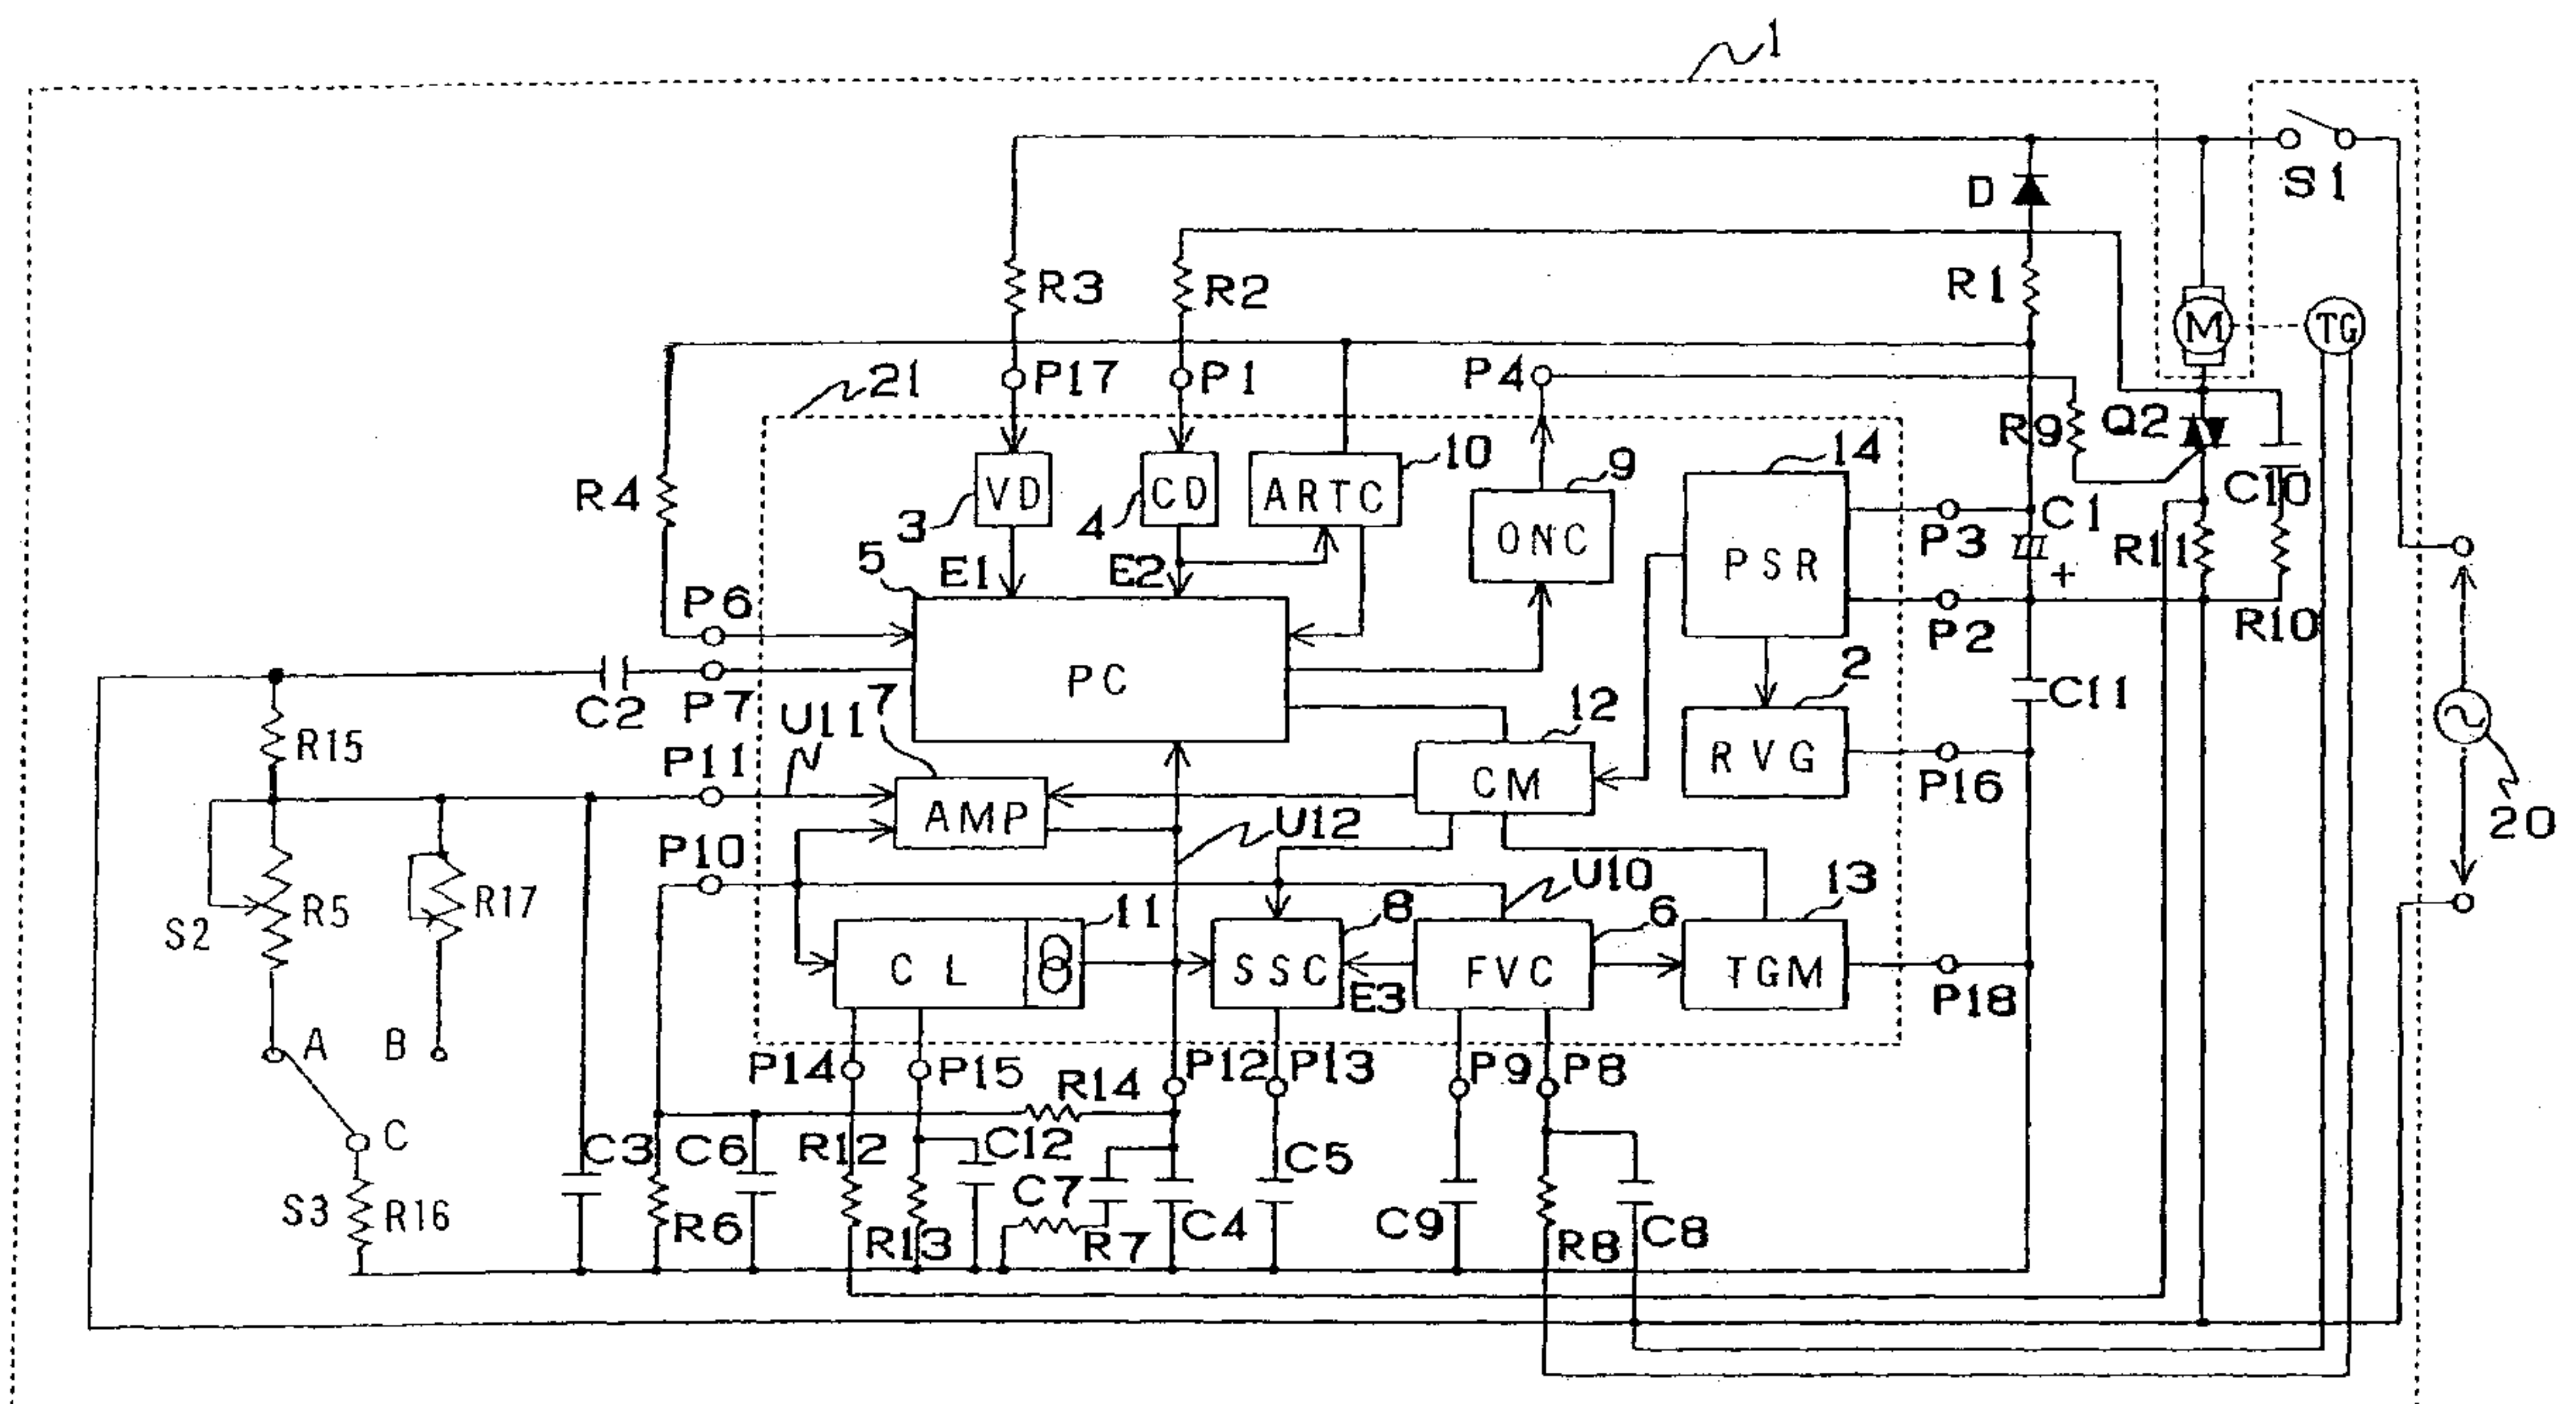 1
S1
D
R3
R2
R1
M
TG
P17
P1
P4
21
R9
Q2
C10
R4
VD
3
CD
4
ARTC
10
ONC
9
14
PSR
P3
C1
+
R11
R10
P2
5
E1
E2
P6
P7
C2
PC
R15
U11
7
P11
AMP
12
CM
2
RVG
P16
C11
20
U12
P10
U10
S2
R5
R17
11
CL
8
SSC
E3
6
FVC
13
TGM
P18
A
B
C
P14
P15
R14
P12
P13
P9
P8
S3
R16
C3
C6
R6
R12
R13
C12
C7
R7
C4
C5
C9
R8
C8